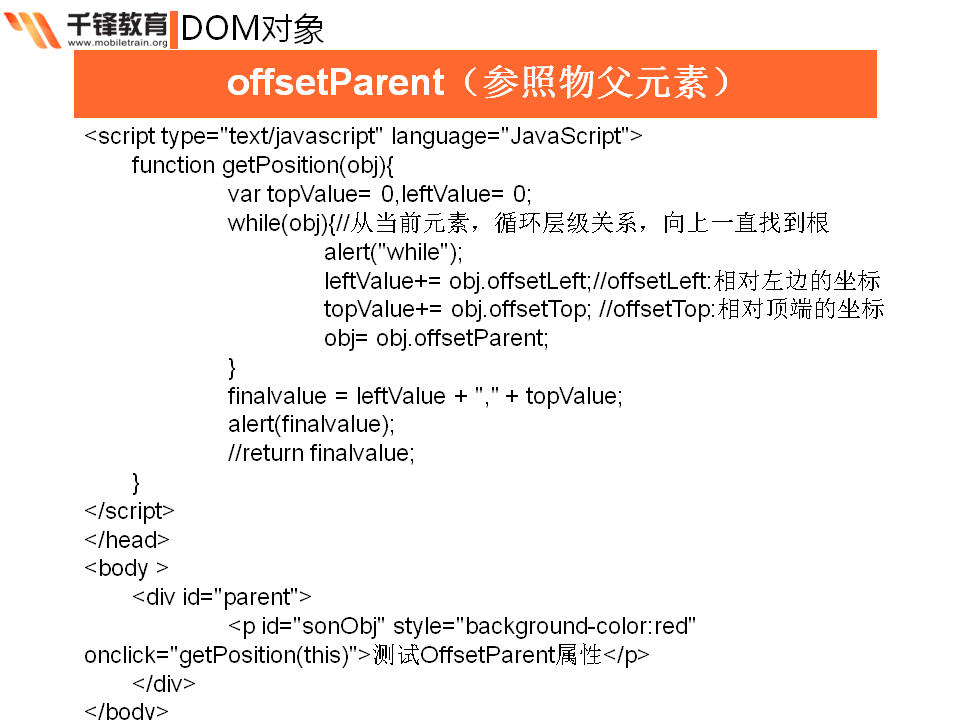 千锋教育
www.mobiletrain.org
DOM对象
offsetParent（参照物父元素）
<script type="text/javascript" language="JavaScript">
function getPosition(obj){
var topValue= 0,leftValue= 0;
while(obj){//从当前元素，循环层级关系，向上一直找到根
alert("while");
leftValue+= obj.offsetLeft;//offsetLeft:相对左边的坐标
topValue+= obj.offsetTop; //offsetTop:相对顶端的坐标
obj= obj.offsetParent;
}
finalvalue = leftValue + "," + topValue;
alert(finalvalue);
//return finalvalue;
}
</script>
</head>
<body >
<div id="parent">
<p id="sonObj" style="background-color:red"
onclick="getPosition(this)">测试OffsetParent属性</p>
</div>
</body>